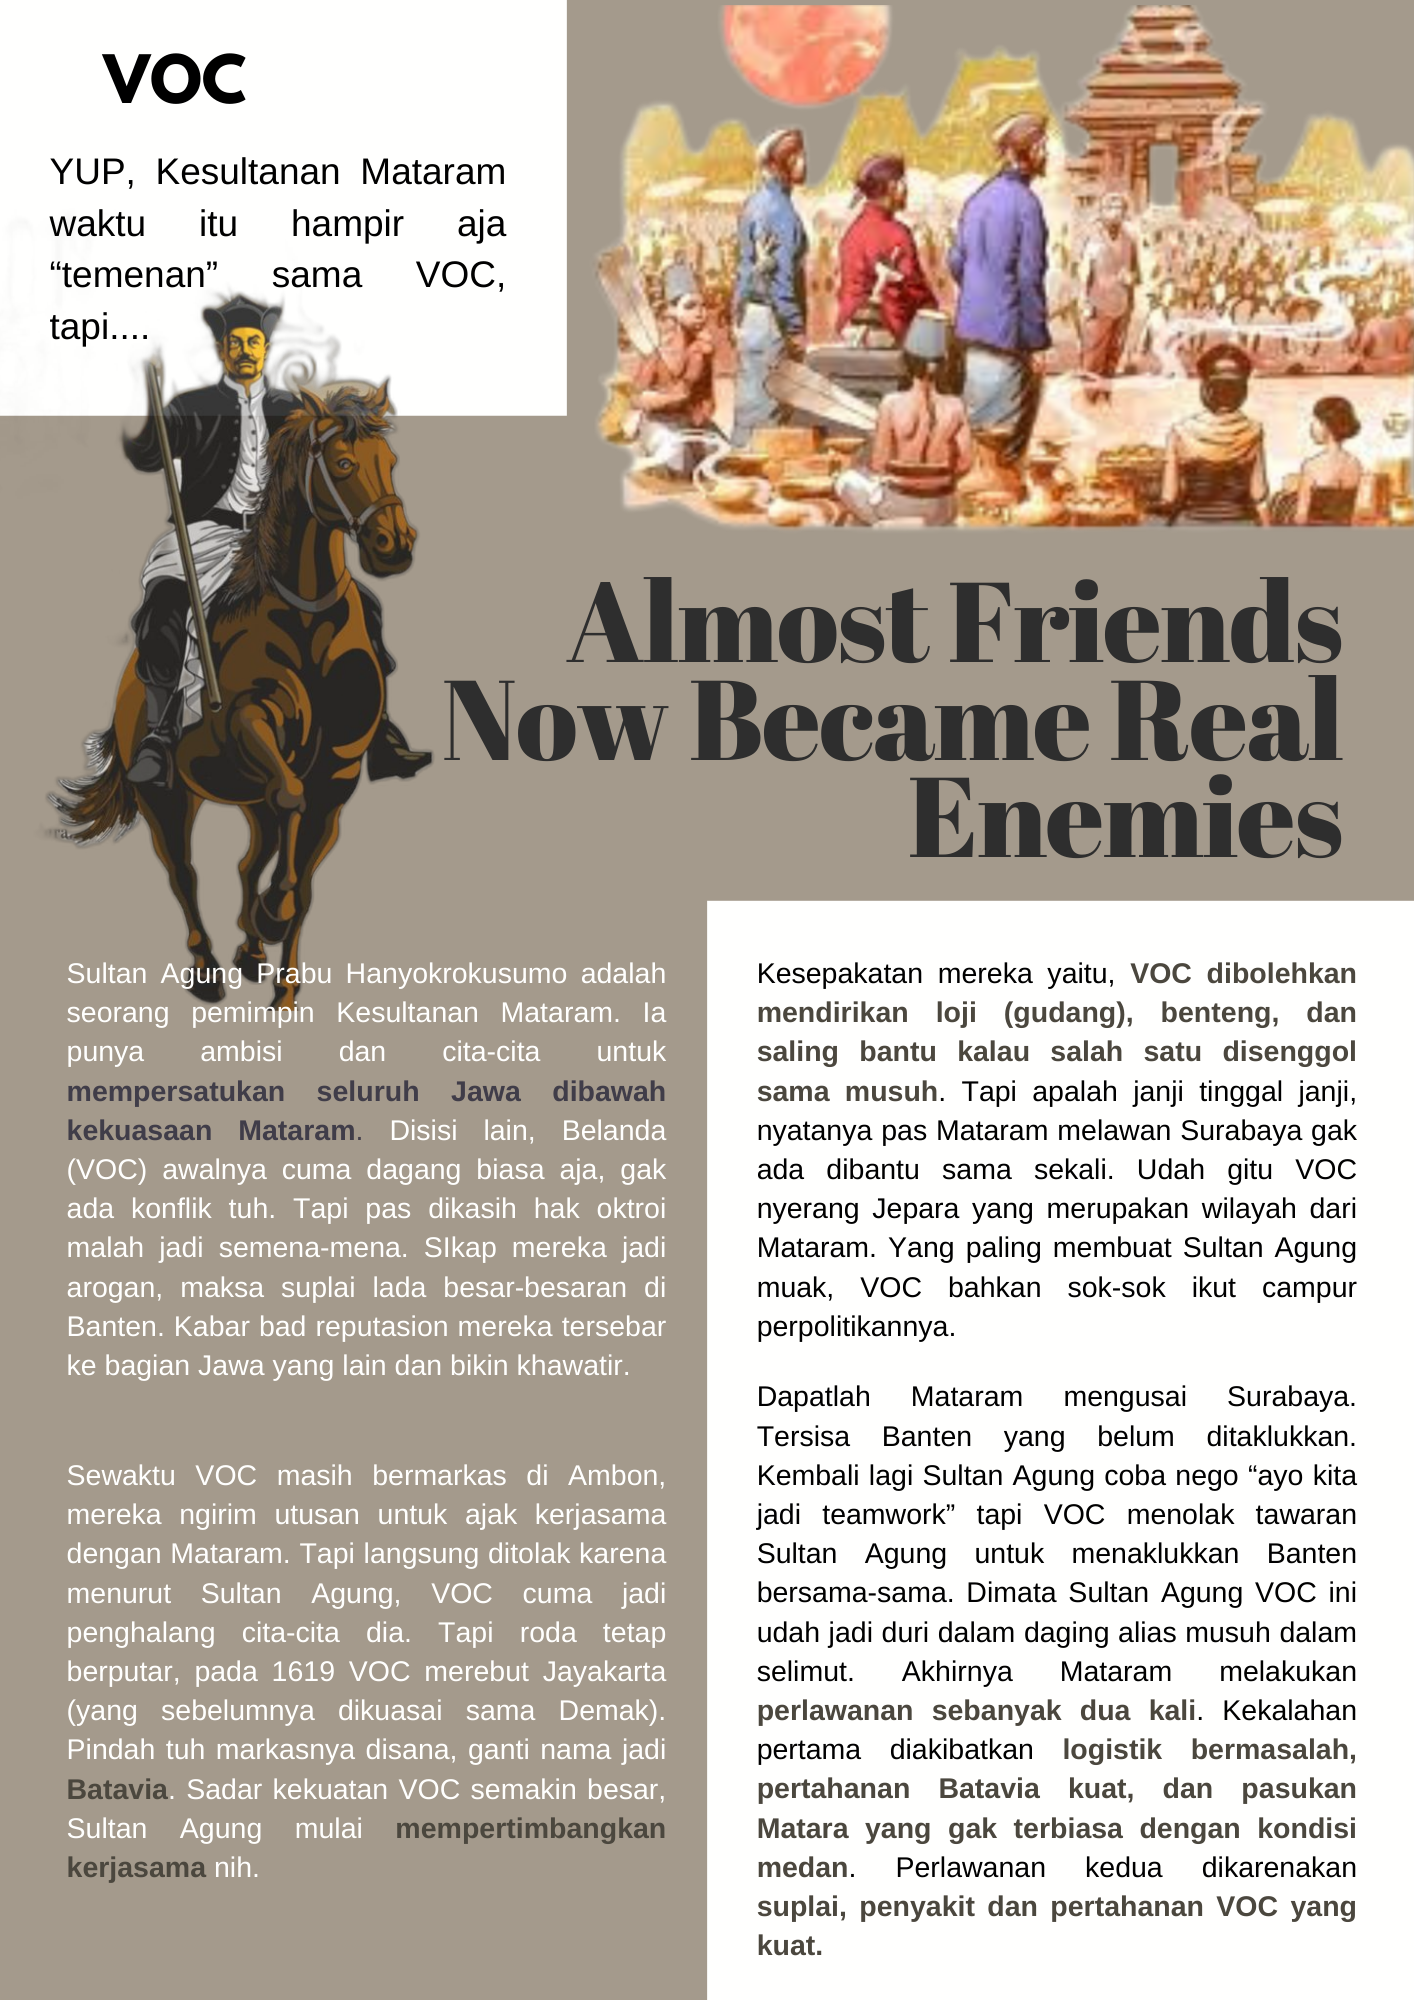 VOC
YUP, Kesultanan Mataram
waktu itu hampir aja
“temenan” sama VOC,
tapi....
Almost Friends
Now Became Real
Enemies
Sultan Agung Prabu Hanyokrokusumo adalah
seorang pemimpin Kesultanan Mataram. Ia
punya ambisi dan cita-cita untuk
mempersatukan seluruh Jawa dibawah
kekuasaan Mataram. Disisi lain, Belanda
(VOC) awalnya cuma dagang biasa aja, gak
ada konflik tuh. Tapi pas dikasih hak oktroi
malah jadi semena-mena. SIkap mereka jadi
arogan, maksa suplai lada besar-besaran di
Banten. Kabar bad reputasion mereka tersebar
ke bagian Jawa yang lain dan bikin khawatir.
Sewaktu VOC masih bermarkas di Ambon,
mereka ngirim utusan untuk ajak kerjasama
dengan Mataram. Tapi langsung ditolak karena
menurut Sultan Agung, VOC cuma jadi
penghalang cita-cita dia. Tapi roda tetap
berputar, pada 1619 VOC merebut Jayakarta
(yang sebelumnya dikuasai sama Demak).
Pindah tuh markasnya disana, ganti nama jadi
Batavia. Sadar kekuatan VOC semakin besar,
Sultan Agung mulai mempertimbangkan
kerjasama nih.
Kesepakatan mereka yaitu, VOC dibolehkan
mendirikan loji (gudang), benteng, dan
saling bantu kalau salah satu disenggol
sama musuh. Tapi apalah janji tinggal janji,
nyatanya pas Mataram melawan Surabaya gak
ada dibantu sama sekali. Udah gitu VOC
nyerang Jepara yang merupakan wilayah dari
Mataram. Yang paling membuat Sultan Agung
muak, VOC bahkan sok-sok ikut campur
perpolitikannya.
Dapatlah Mataram mengusai Surabaya.
Tersisa Banten yang belum ditaklukkan.
Kembali lagi Sultan Agung coba nego “ayo kita
jadi teamwork” tapi VOC menolak tawaran
Sultan Agung untuk menaklukkan Banten
bersama-sama. Dimata Sultan Agung VOC ini
udah jadi duri dalam daging alias musuh dalam
selimut. Akhirnya Mataram melakukan
perlawanan sebanyak dua kali. Kekalahan
pertama diakibatkan logistik bermasalah,
pertahanan Batavia kuat, dan pasukan
Matara yang gak terbiasa dengan kondisi
medan. Perlawanan kedua dikarenakan
suplai, penyakit dan pertahanan VOC yang
kuat.